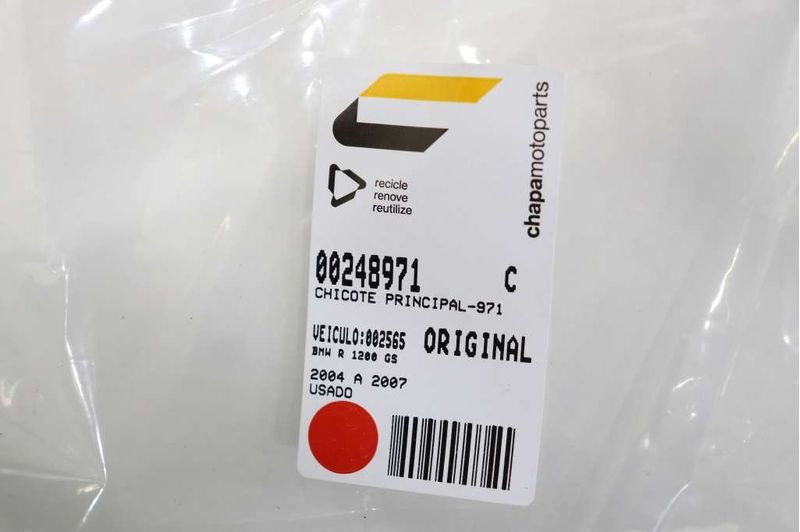 chapamotoparts
recicle
renove
reutilize
00248971 C
CHICOTE PRINCIPAL-971
VEICULO:002565 ORIGINAL
BMW R 1200 GS
2004 A 2007
USADO